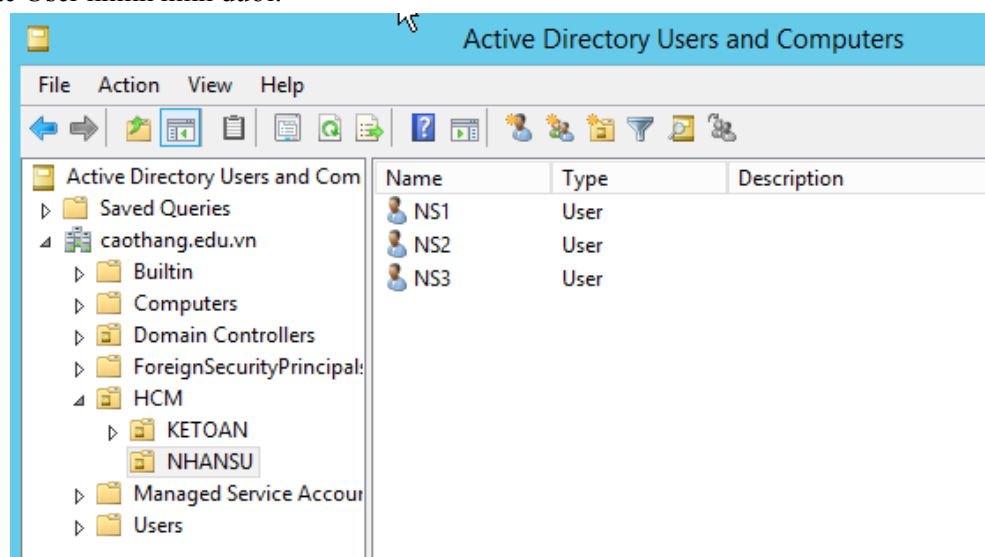 Active Directory Users and Computers
File Action View Help
Active Directory Users and Com
Saved Queries
caothang.edu.vn
Builtin
Computers
Domain Controllers
ForeignSecurityPrincipals
HCM
KETOAN
NHANSU
Managed Service Accour
Users
Name Type Description
NS1 User
NS2 User
NS3 User